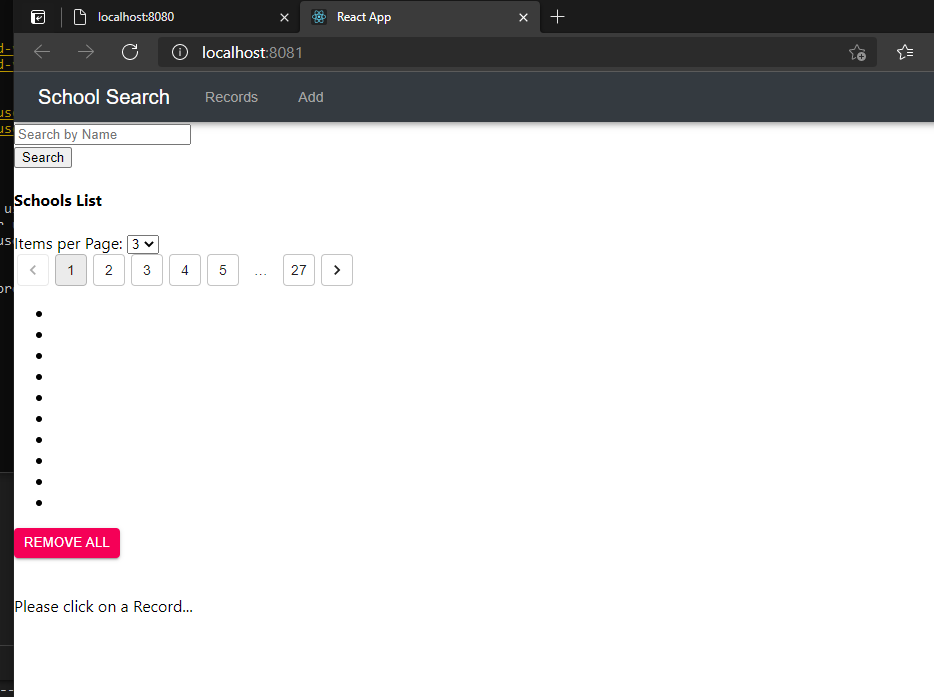 localhost:8080
React App
localhost:8081
School Search Records Add
Search by Name
Search
Schools List
Items per Page: 3
1 2 3 4 5 ... 27
REMOVE ALL
Please click on a Record...